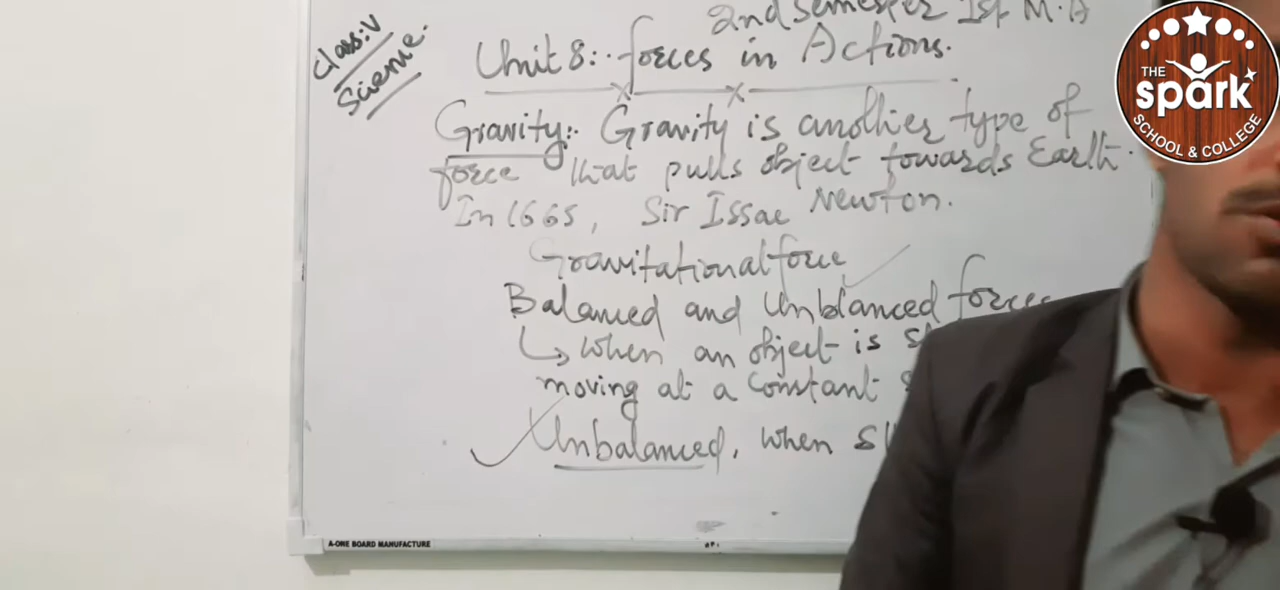 2nd Semester 1st M.D
Class:V
Science.
Unit 8:- forces in Actions.
Gravity:- Gravity is another type of
force that pulls object towards Earth.
In 1665, Sir Issac Newton.
Gravitational force
Balanced and Unblanced forces
↳ When an object is
moving at a constant
Unbalanced, when
A-ONE BOARD MANUFACTURE
THE
spark
SCHOOL & COLLEGE